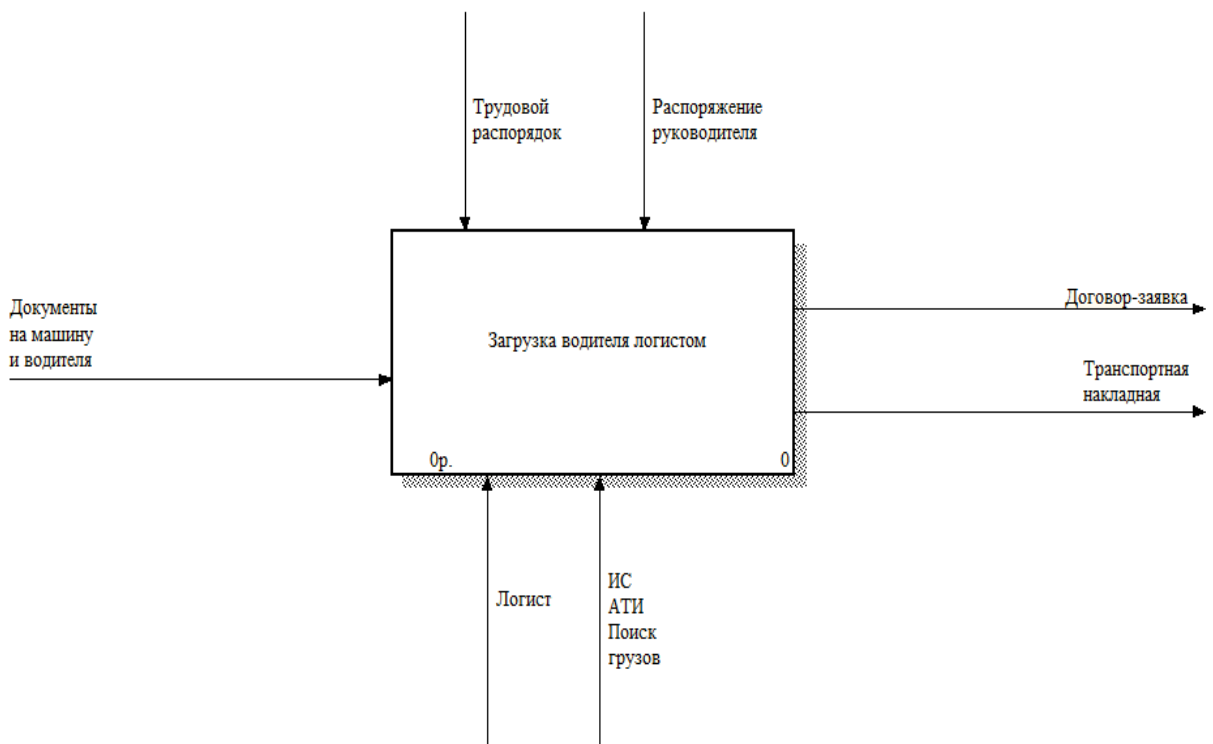 Трудовой
распорядок
Распоряжение
руководителя
Документы
на машину
и водителя
Загрузка водителя логистом
Договор-заявка
Транспортная
накладная
0р.
0
Логист
ИС
АТИ
Поиск
грузов